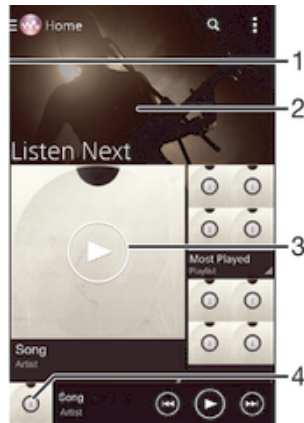 Home
1
2
Listen Next
3
Most Played
Playlist
Song
Artist
4
Song
Artist